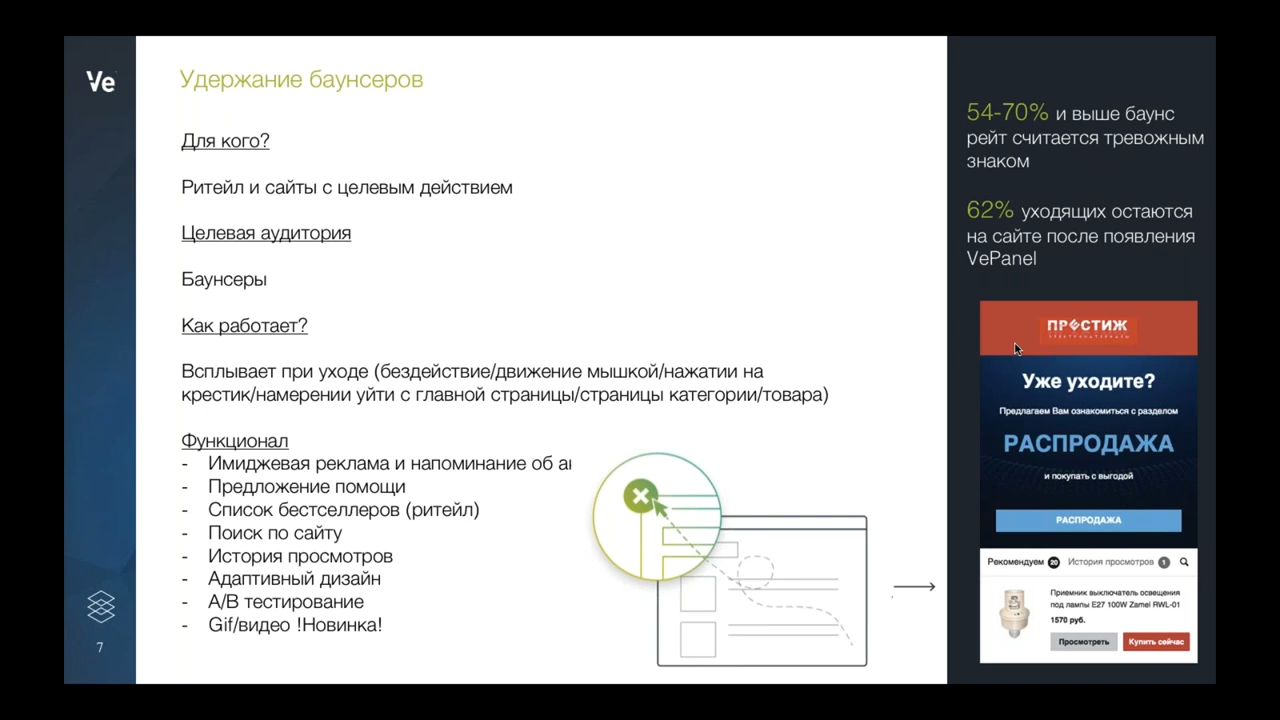 Ve
Удержание баунсеров
Для кого?
Ритейл и сайты с целевым действием
Целевая аудитория
Баунсеры
Как работает?
Всплывает при уходе (бездействие/движение мышкой/нажатии на
крестик/намерении уйти с главной страницы/страницы категории/товара)
Функционал
- Имиджевая реклама и напоминание об
- Предложение помощи
- Список бестселлеров (ритейл)
- Поиск по сайту
- История просмотров
- Адаптивный дизайн
- A/B тестирование
- Gif/видео !Новинка!
7
54-70% и выше баунс
рейт считается тревожным
знаком
62% уходящих остаются
на сайте после появления
VePanel
ПРЕСТИЖ
ЭЛЕКТРОМАТЕРИАЛЫ
Уже уходите?
Предлагаем Вам ознакомиться с разделом
РАСПРОДАЖА
и покупать с выгодой
РАСПРОДАЖА
Рекомендуем 20 История просмотров 1
Приемник выключатель освещения
под лампы E27 100W Zamel RWL-01
1570 руб.
Просмотреть Купить сейчас